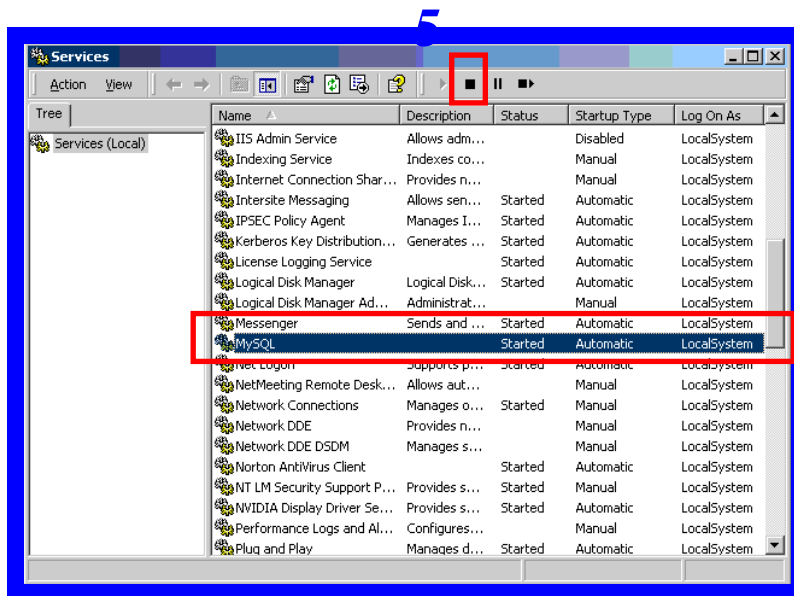 5
Services
Action View
Tree
Name Description Status Startup Type Log On As
Services (Local)
IIS Admin Service Allows adm... Disabled LocalSystem
Indexing Service Indexes co... Manual LocalSystem
Internet Connection Shar... Provides n... Manual LocalSystem
Intersite Messaging Allows sen... Started Automatic LocalSystem
IPSEC Policy Agent Manages I... Started Automatic LocalSystem
Kerberos Key Distribution... Generates ... Started Automatic LocalSystem
License Logging Service Started Automatic LocalSystem
Logical Disk Manager Logical Disk... Started Automatic LocalSystem
Logical Disk Manager Ad... Administrat... Manual LocalSystem
Messenger Sends and ... Started Automatic LocalSystem
MySQL Started Automatic LocalSystem
Net Logon Supports p... Started Automatic LocalSystem
NetMeeting Remote Desk... Allows aut... Manual LocalSystem
Network Connections Manages o... Started Manual LocalSystem
Network DDE Provides n... Manual LocalSystem
Network DDE DSDM Manages s... Manual LocalSystem
Norton AntiVirus Client Started Automatic LocalSystem
NT LM Security Support P... Provides s... Started Manual LocalSystem
NVIDIA Display Driver Se... Provides s... Started Automatic LocalSystem
Performance Logs and Al... Configures... Manual LocalSystem
Plug and Play Manages d... Started Automatic LocalSystem